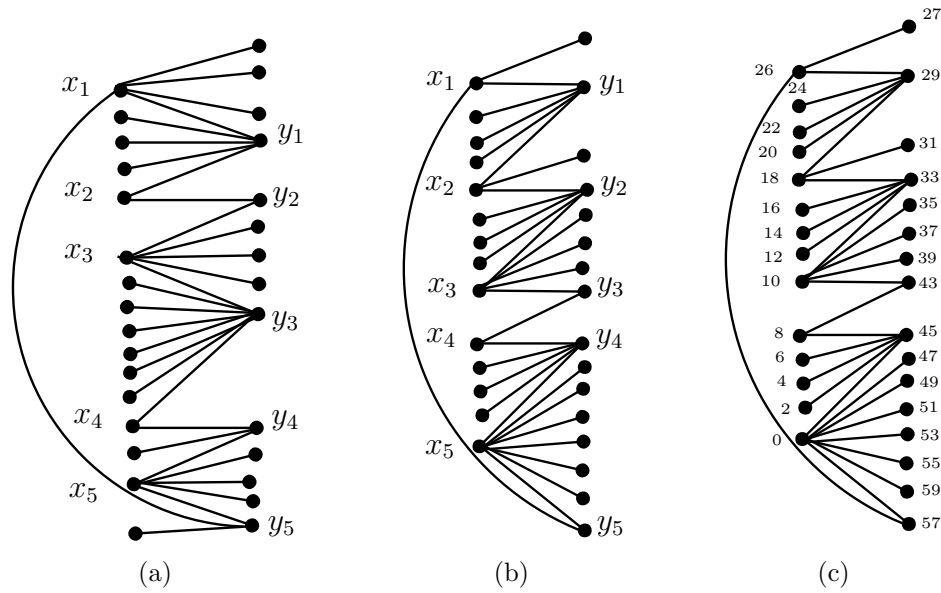 x₁
y₁
x₂
y₂
x₃
y₃
x₄
y₄
x₅
y₅
(a)
x₁
y₁
x₂
y₂
x₃
y₃
x₄
y₄
x₅
y₅
(b)
27
26
29
24
22
20
31
18
33
16
35
14
37
12
39
10
43
8
45
6
47
4
49
2
51
0
53
55
59
57
(c)